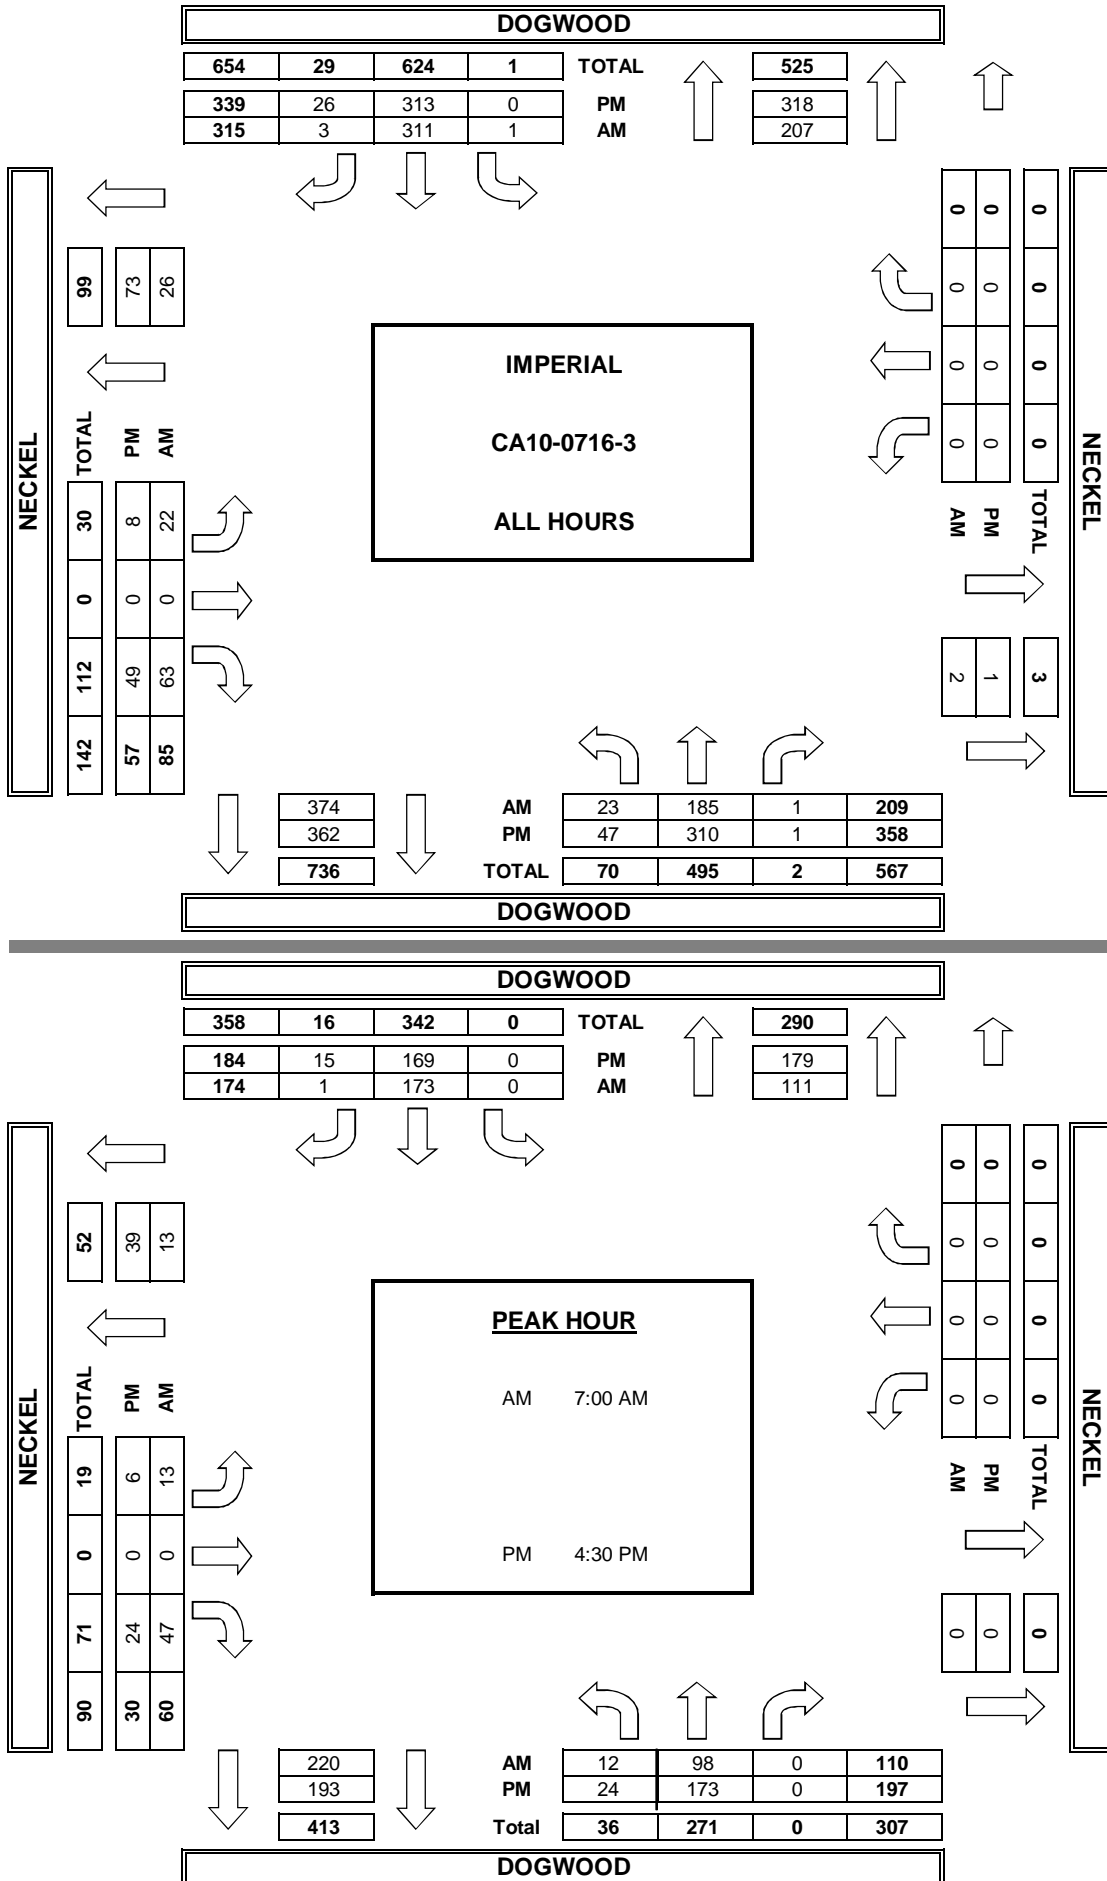 DOGWOOD
654 29 624 1 TOTAL 525
339 26 313 0 PM 318
315 3 311 1 AM 207
NECKEL
TOTAL PM AM
99 73 26
30 8 22
0 0 0
112 49 63
142 57 85
IMPERIAL
CA10-0716-3
ALL HOURS
NECKEL
0 0 0
0 0 0
0 0 0
0 0 0
AM PM TOTAL
2 1 3
374 AM 23 185 1 209
362 PM 47 310 1 358
736 TOTAL 70 495 2 567
DOGWOOD
DOGWOOD
358 16 342 0 TOTAL 290
184 15 169 0 PM 179
174 1 173 0 AM 111
NECKEL
52 39 13
TOTAL PM AM
19 6 13
0 0 0
71 24 47
90 30 60
PEAK HOUR
AM 7:00 AM
PM 4:30 PM
NECKEL
0 0 0
0 0 0
0 0 0
0 0 0
AM PM TOTAL
0 0 0
220 AM 12 98 0 110
193 PM 24 173 0 197
413 Total 36 271 0 307
DOGWOOD